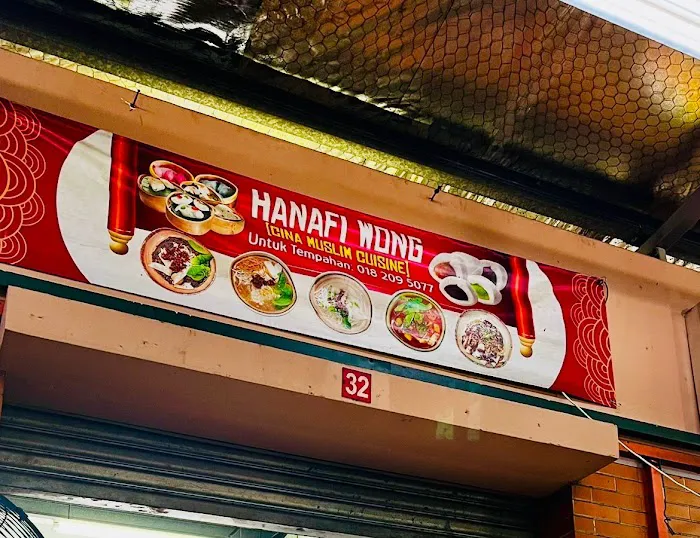 HANAFI WONG
[CINA MUSLIM CUISINE]
Untuk Tempahan: 018 209 5077
32